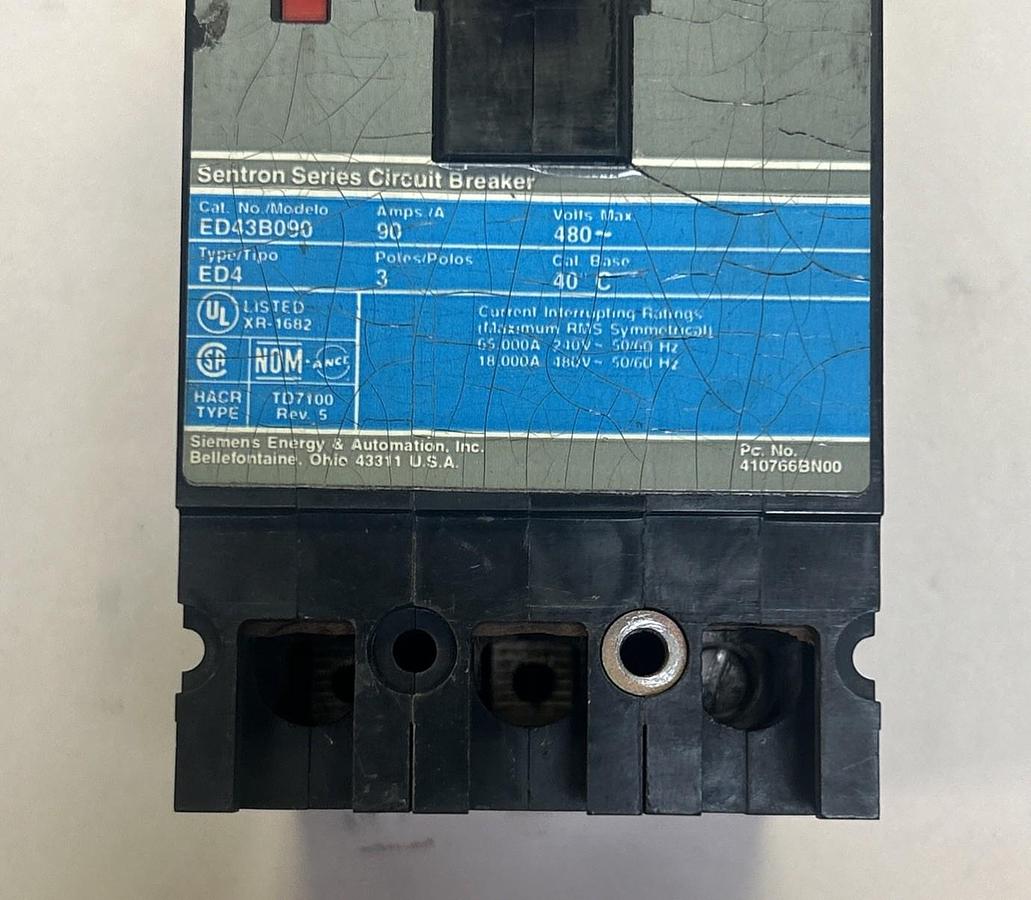 Sentron Series Circuit Breaker
Cat. No./Modelo Amps./A Volts Max.
ED43B090 90 480~
Type/Tipo Poles/Polos Cal. Base
ED4 3 40 °C
UL LISTED
XR-1682
Current Interrupting Ratings
(Maximum RMS Symmetrical)
65,000A 240V~ 50/60 Hz
18,000A 480V~ 50/60 Hz
SA NOM-ANCE
HACR TYPE
TD7100
Rev. 5
Siemens Energy & Automation, Inc.
Bellefontaine, Ohio 43311 U.S.A.
Pc. No.
410766BN00